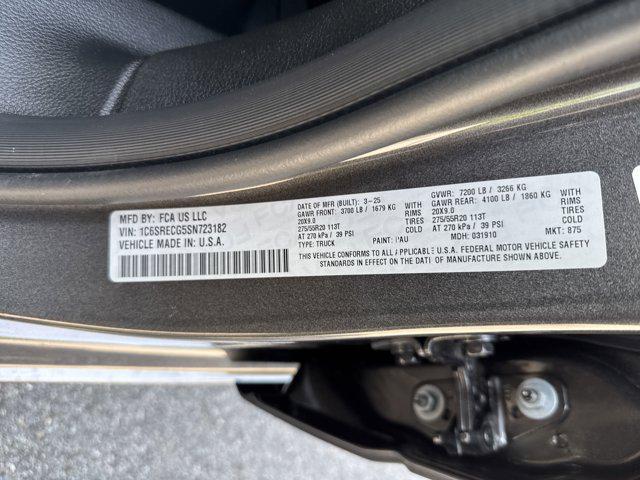 MFD BY: FCA US LLC
VIN: 1C6SRECG5SN723182
VEHICLE MADE IN: U.S.A.
DATE OF MFR (BUILT): 3-25
GAWR FRONT: 3700 LB / 1679 KG
WITH
20X9.0 RIMS
275/55R20 113T TIRES
AT 270 kPa / 39 PSI COLD
TYPE: TRUCK
GVWR: 7200 LB / 3266 KG
GAWR REAR: 4100 LB / 1860 KG
WITH
20X9.0 RIMS
275/55R20 113T TIRES
AT 270 kPa / 39 PSI COLD
PAINT: PAU MDH: 031910 MKT: 875
THIS VEHICLE CONFORMS TO ALL APPLICABLE U.S.A. FEDERAL MOTOR VEHICLE SAFETY
STANDARDS IN EFFECT ON THE DATE OF MANUFACTURE SHOWN ABOVE.